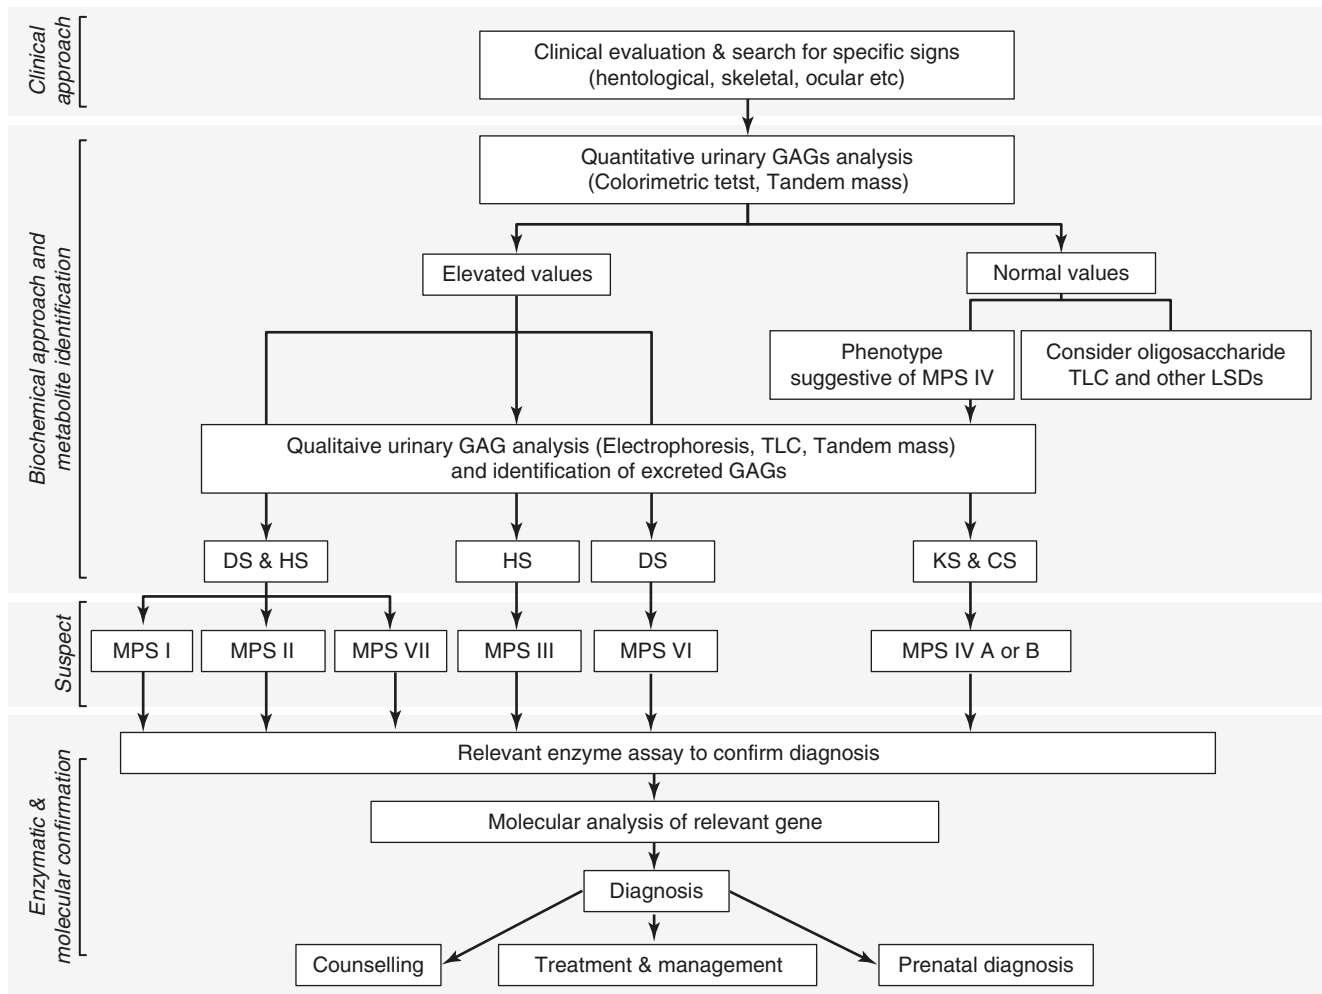 Clinical
approach
Clinical evaluation & search for specific signs
(hentological, skeletal, ocular etc)
Biochemical approach and
metabolite identification
Quantitative urinary GAGs analysis
(Colorimetric tetst, Tandem mass)
Elevated values
Normal values
Phenotype
suggestive of MPS IV
Consider oligosaccharide
TLC and other LSDs
Qualitaive urinary GAG analysis (Electrophoresis, TLC, Tandem mass)
and identification of excreted GAGs
DS & HS
HS
DS
KS & CS
Suspect
MPS I
MPS II
MPS VII
MPS III
MPS VI
MPS IV A or B
Enzymatic &
molecular confirmation
Relevant enzyme assay to confirm diagnosis
Molecular analysis of relevant gene
Diagnosis
Counselling
Treatment & management
Prenatal diagnosis